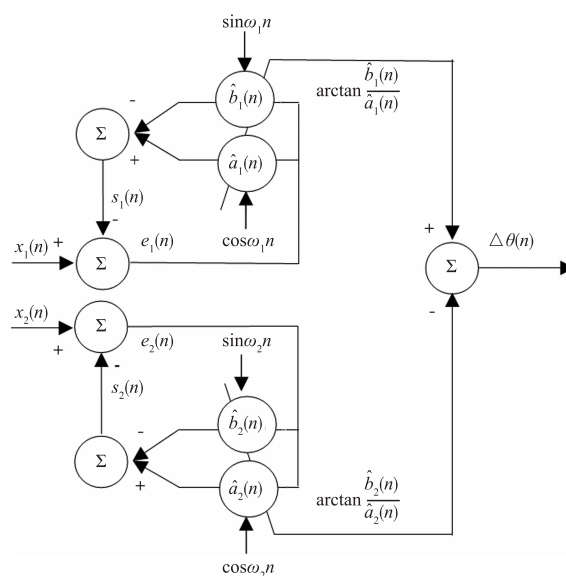 sinω₁n
-
b̂₁(n)
arctan b̂₁(n)/â₁(n)
Σ
+
â₁(n)
s₁(n)
-
cosω₁n
x₁(n) +
e₁(n)
Σ
+
△θ(n)
Σ
-
x₂(n)
+
Σ
e₂(n)
-
s₂(n)
sinω₂n
-
b̂₂(n)
Σ
+
â₂(n)
arctan b̂₂(n)/â₂(n)
cosω₂n